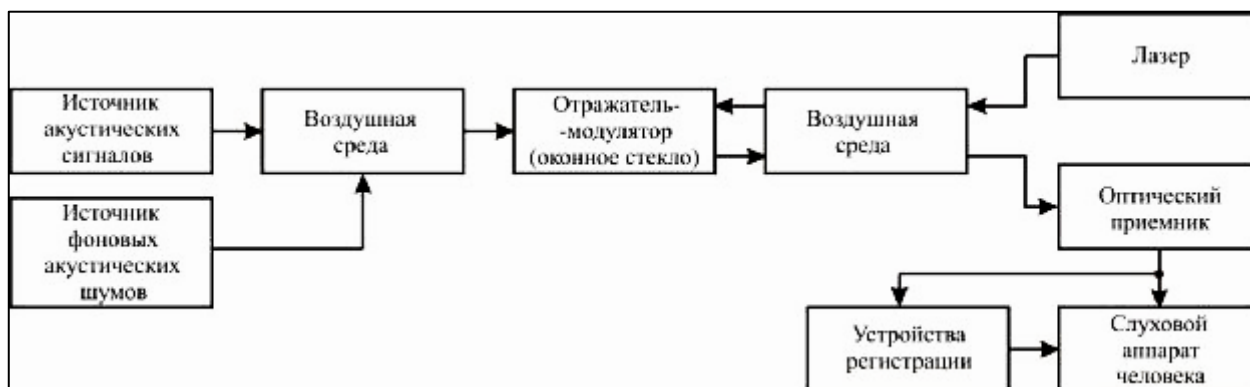 Лазер
Источник
акустических
сигналов
Воздушная
среда
Отражатель-
-модулятор
(оконное стекло)
Воздушная
среда
Источник
фоновых
акустических
шумов
Оптический
приемник
Устройства
регистрации
Слуховой
аппарат
человека